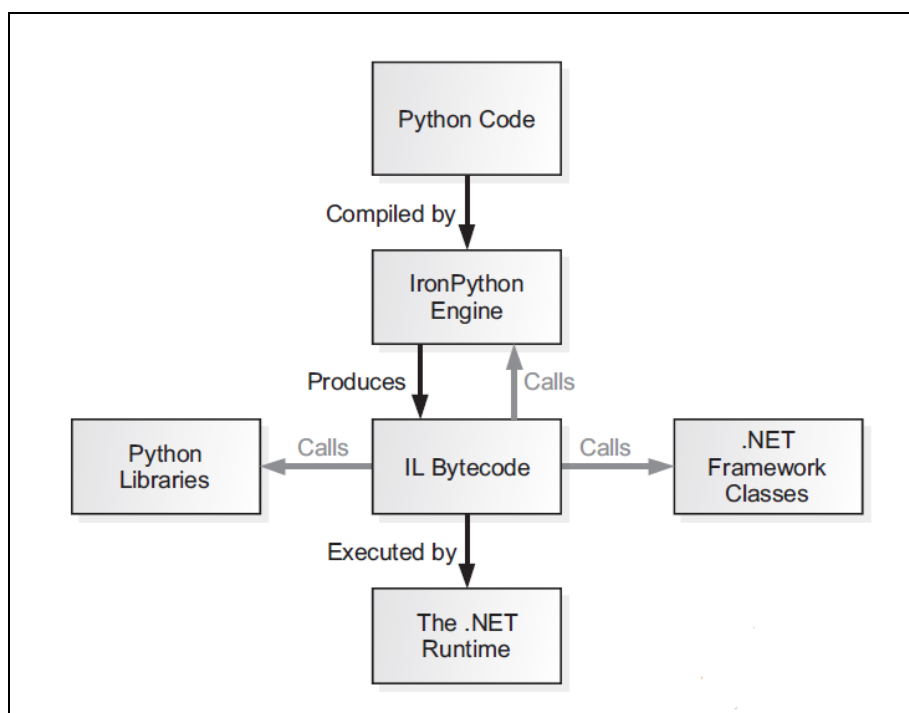 Python Code
Compiled by
IronPython
Engine
Produces
Calls
Python
Libraries
Calls
IL Bytecode
Calls
.NET
Framework
Classes
Executed by
The .NET
Runtime